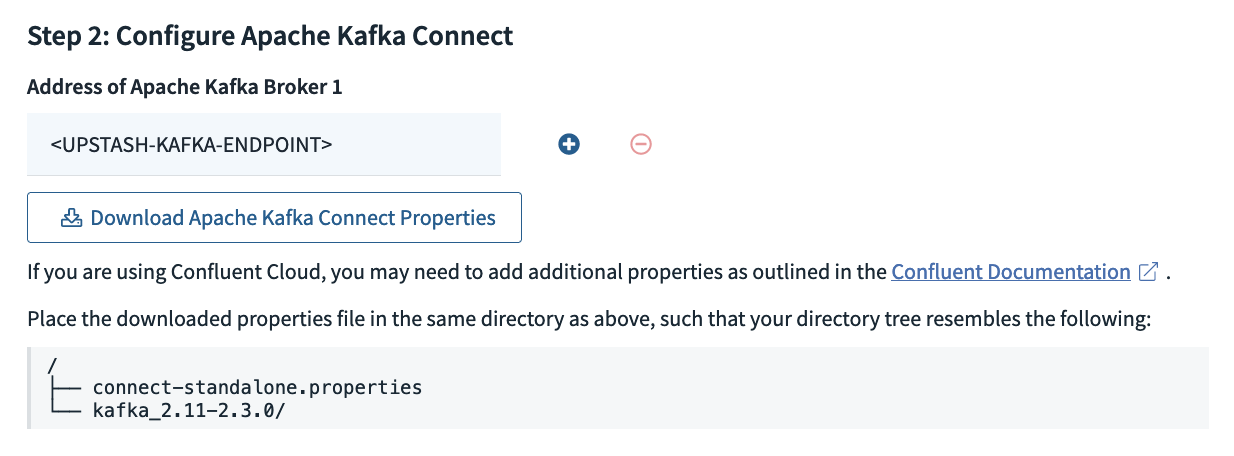 Step 2: Configure Apache Kafka Connect
Address of Apache Kafka Broker 1
<UPSTASH-KAFKA-ENDPOINT>
Download Apache Kafka Connect Properties
If you are using Confluent Cloud, you may need to add additional properties as outlined in the Confluent Documentation .
Place the downloaded properties file in the same directory as above, such that your directory tree resembles the following:
/
├── connect-standalone.properties
└── kafka_2.11-2.3.0/